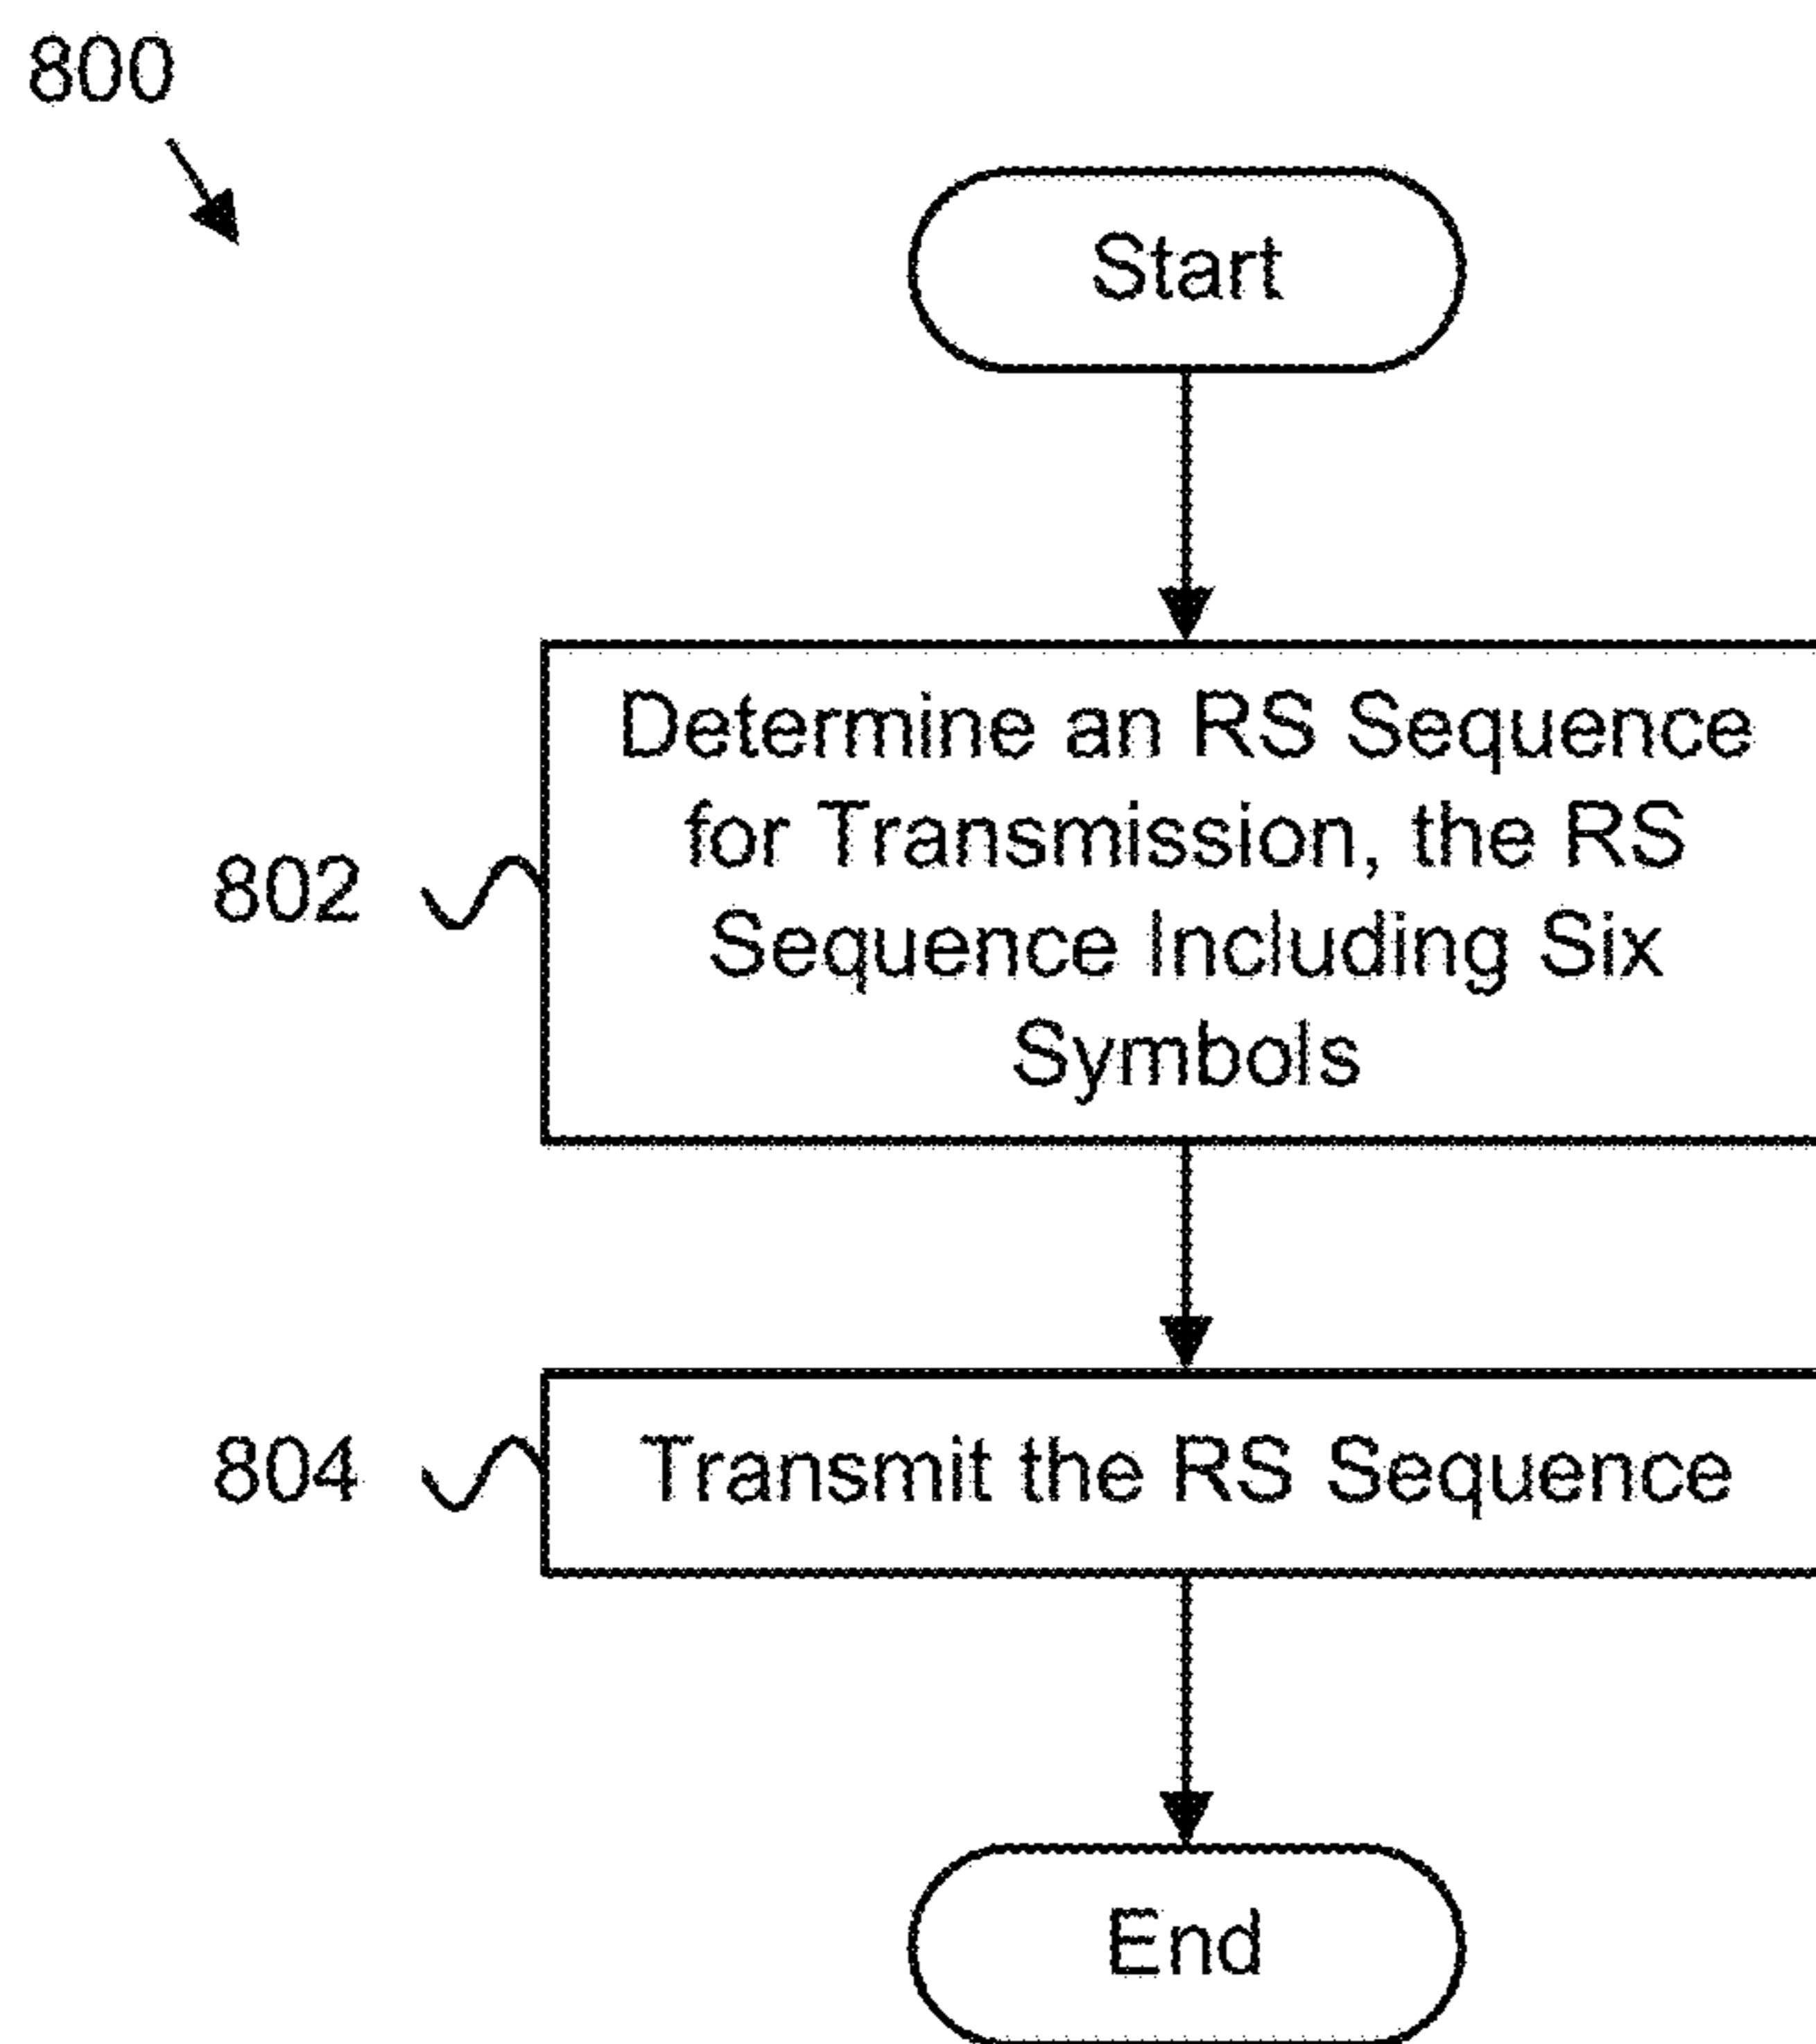 800
Start
Determine an RS Sequence
for Transmission, the RS
802
Sequence Including Six
Symbols
804
Transmit the RS Sequence
End